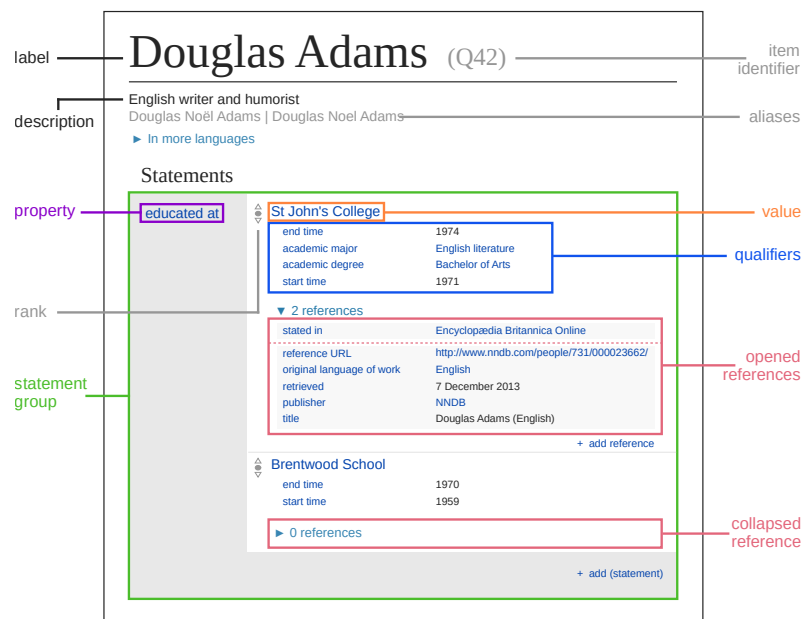 label
Douglas Adams (Q42)
item
identifier
description
English writer and humorist
Douglas Noël Adams | Douglas Noel Adams
aliases
► In more languages
Statements
property
educated at
St John's College
value
end time 1974
academic major English literature
academic degree Bachelor of Arts
start time 1971
qualifiers
rank
▼ 2 references
stated in Encyclopædia Britannica Online
reference URL http://www.nndb.com/people/731/000023662/
original language of work English
retrieved 7 December 2013
publisher NNDB
title Douglas Adams (English)
opened
references
statement
group
+ add reference
Brentwood School
end time 1970
start time 1959
► 0 references
collapsed
reference
+ add (statement)